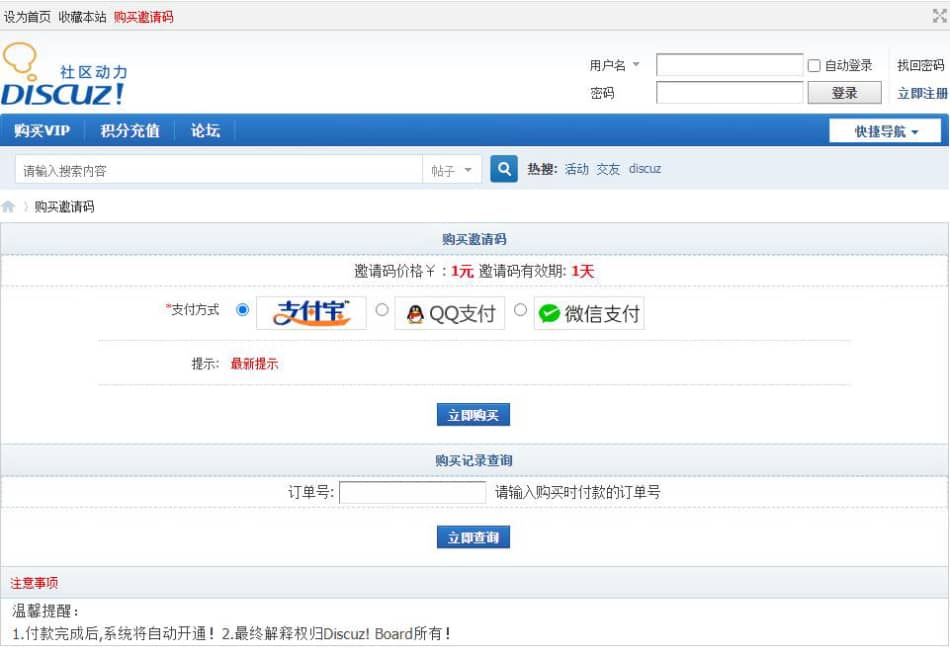 设为首页 收藏本站 购买邀请码
社区动力
DISCUZ!
用户名 自动登录 找回密码
密码 登录 立即注册
购买VIP 积分充值 论坛 快捷导航
请输入搜索内容 帖子 热搜: 活动 交友 discuz
购买邀请码
购买邀请码
邀请码价格￥:1元 邀请码有效期:1天
*支付方式 支付宝 QQ支付 微信支付
提示: 最新提示
立即购买
购买记录查询
订单号: 请输入购买时付款的订单号
立即查询
注意事项
温馨提醒:
1.付款完成后,系统将自动开通! 2.最终解释权归Discuz! Board所有!